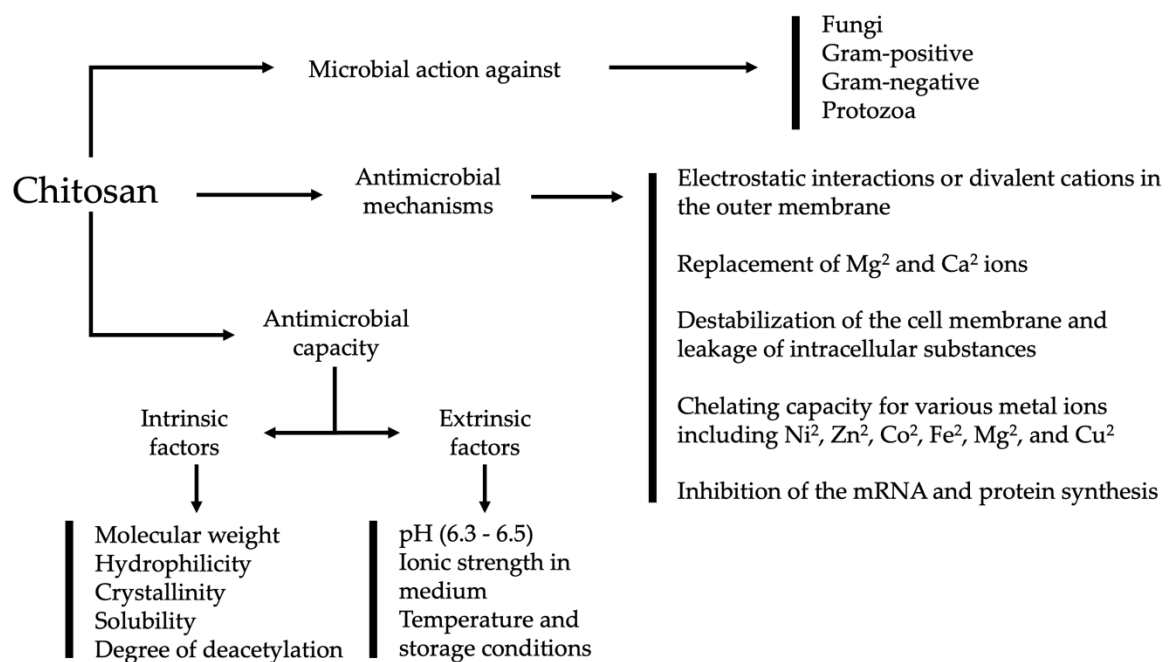 Fungi
Gram-positive
Gram-negative
Protozoa
Microbial action against
Chitosan
Antimicrobial
mechanisms
Electrostatic interactions or divalent cations in
the outer membrane
Replacement of Mg² and Ca² ions
Destabilization of the cell membrane and
leakage of intracellular substances
Chelating capacity for various metal ions
including Ni², Zn², Co², Fe², Mg², and Cu²
Inhibition of the mRNA and protein synthesis
Antimicrobial
capacity
Intrinsic
factors
Extrinsic
factors
Molecular weight
Hydrophilicity
Crystallinity
Solubility
Degree of deacetylation
pH (6.3 - 6.5)
Ionic strength in
medium
Temperature and
storage conditions